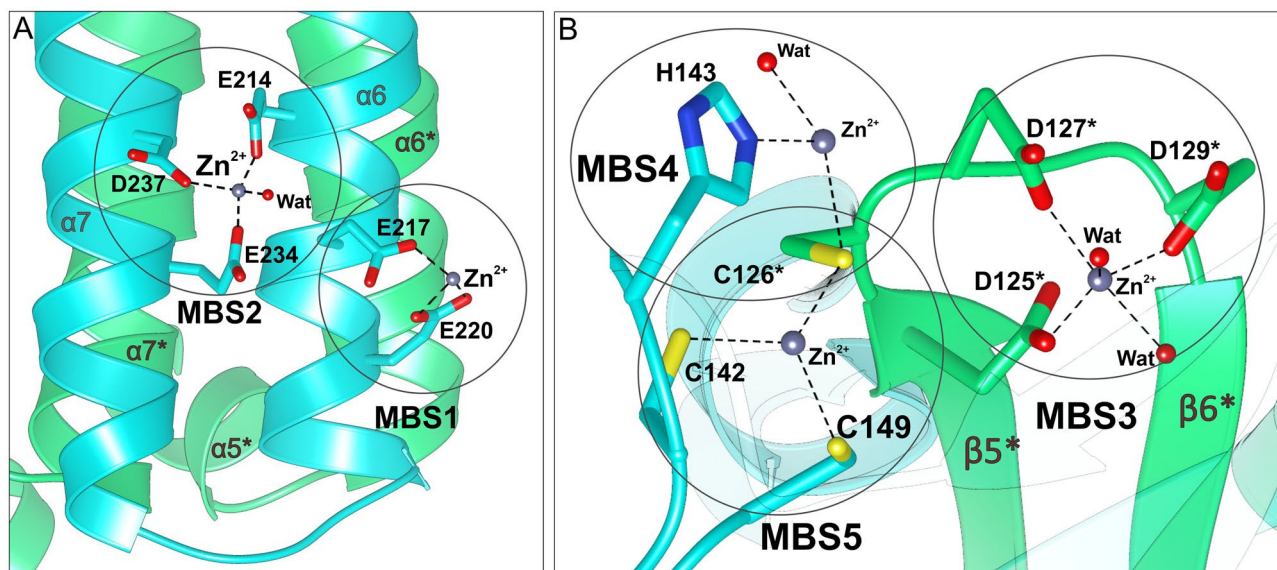 A
E214
α6
α6*
D237
Zn²⁺
Wat
α7
E217
E234
Zn²⁺
MBS2
E220
α7*
MBS1
α5*
B
Wat
H143
Zn²⁺
D127*
D129*
MBS4
Wat
C126*
D125*
Zn²⁺
Zn²⁺
Wat
C142
MBS3
C149
β6*
β5*
MBS5